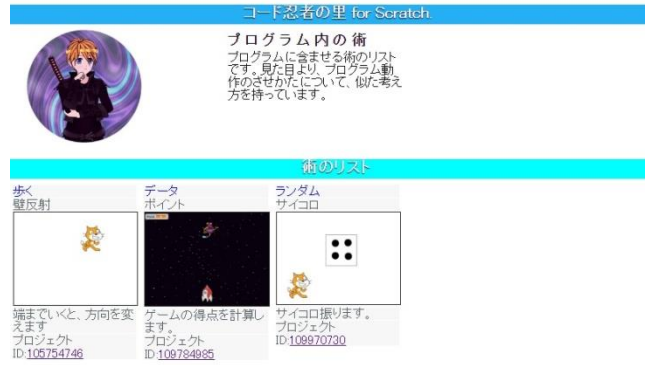 コード忍者の里 for Scratch.
プログラム内の術
プログラムに含ませる術のリスト
です。見た目より、プログラム動
作のさせかたについて、似た考え
方を持っています。
術のリスト
歩く
壁反射
端までいくと、方向を変
えます
プロジェクト
ID:105754746
データ
ポイント
ゲームの得点を計算し
ます。
プロジェクト
ID:109784985
ランダム
サイコロ
サイコロ振ります。
プロジェクト
ID:109970730